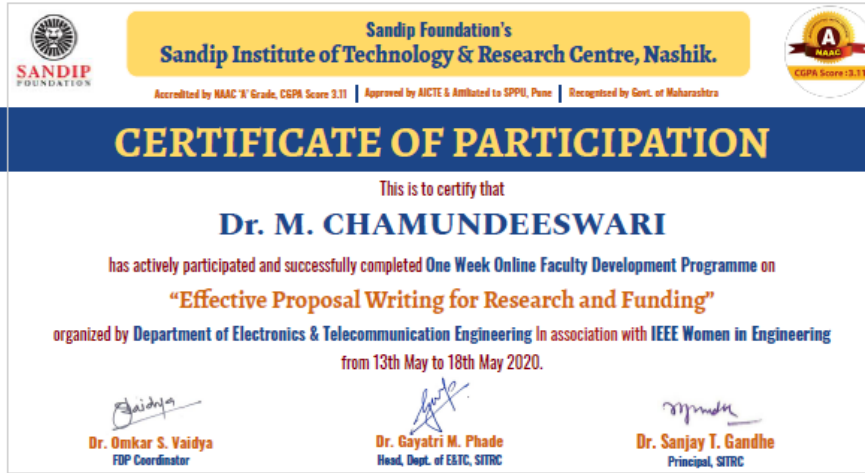 Sandip Foundation's
Sandip Institute of Technology & Research Centre, Nashik.
SANDIP
FOUNDATION
A
NAAC
CGPA Score:3.11
Accredited by NAAC 'A' Grade, CGPA Score 3.11 | Approved by AICTE & Affiliated to SPPU, Pune | Recognised by Govt. of Maharashtra
CERTIFICATE OF PARTICIPATION
This is to certify that
Dr. M. CHAMUNDEESWARI
has actively participated and successfully completed One Week Online Faculty Development Programme on
“Effective Proposal Writing for Research and Funding”
organized by Department of Electronics & Telecommunication Engineering In association with IEEE Women in Engineering
from 13th May to 18th May 2020.
Dr. Omkar S. Vaidya
FDP Coordinator
Dr. Gayatri M. Phade
Head, Dept. of E&TC, SITRC
Dr. Sanjay T. Gandhe
Principal, SITRC